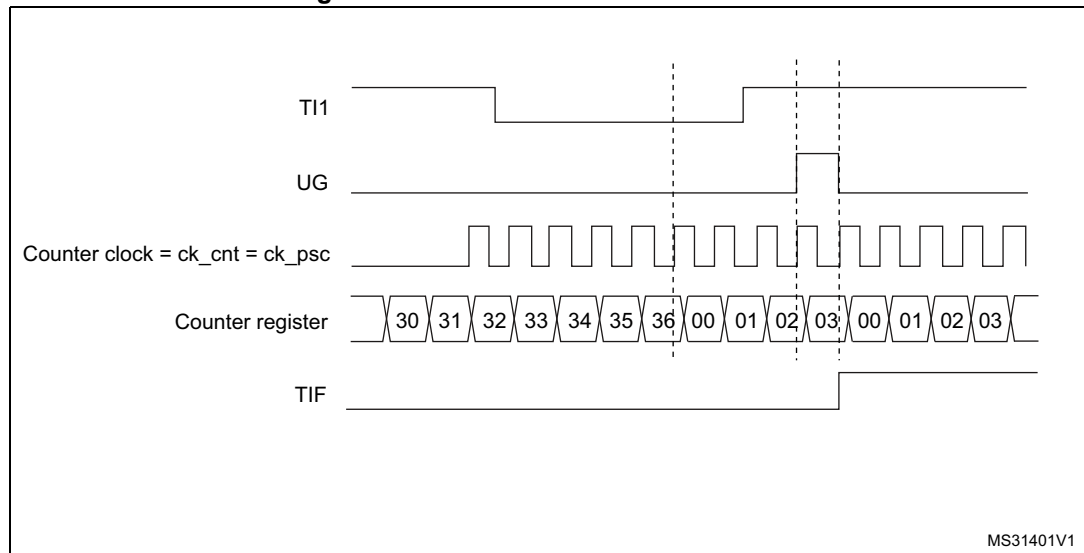 TI1
UG
Counter clock = ck_cnt = ck_psc
Counter register 30 31 32 33 34 35 36 00 01 02 03 00 01 02 03
TIF
MS31401V1